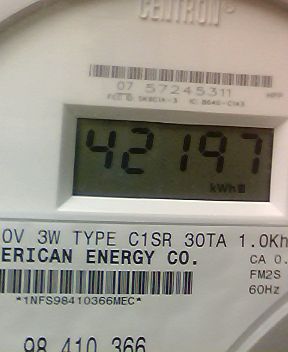 CENTRON
07 57245311
42197
kWh
0V 3W TYPE C1SR 30TA 1.0Kh
ERICAN ENERGY CO.
CA 0.
FM2S
60Hz
*1NFS98410366MEC*
98 410 366